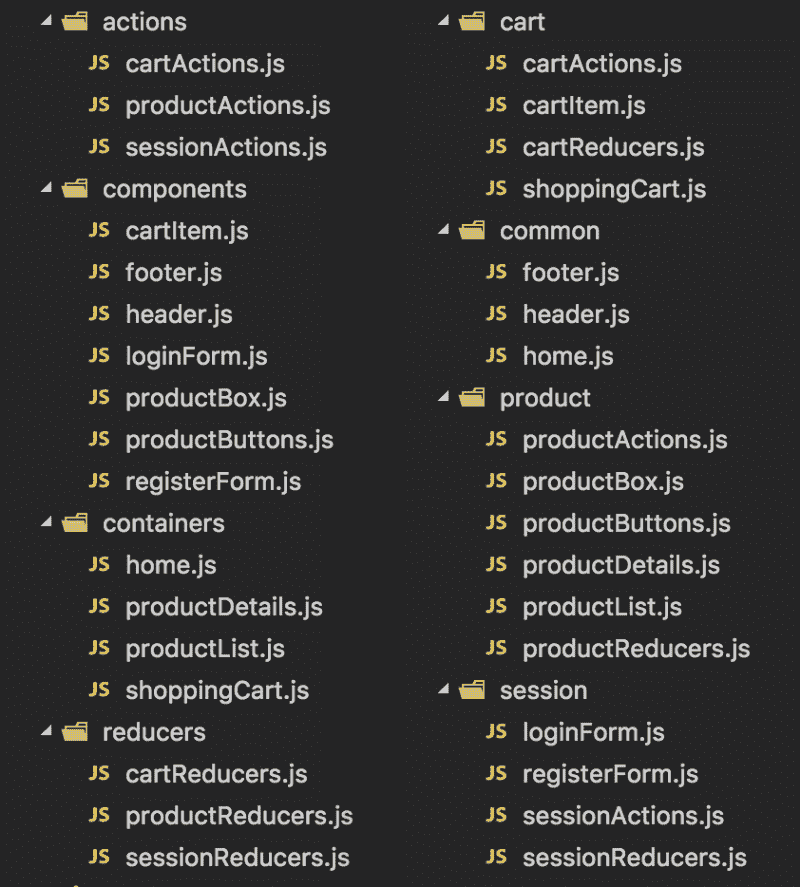 actions
JS cartActions.js
JS productActions.js
JS sessionActions.js
components
JS cartItem.js
JS footer.js
JS header.js
JS loginForm.js
JS productBox.js
JS productButtons.js
JS registerForm.js
containers
JS home.js
JS productDetails.js
JS productList.js
JS shoppingCart.js
reducers
JS cartReducers.js
JS productReducers.js
JS sessionReducers.js
cart
JS cartActions.js
JS cartItem.js
JS cartReducers.js
JS shoppingCart.js
common
JS footer.js
JS header.js
JS home.js
product
JS productActions.js
JS productBox.js
JS productButtons.js
JS productDetails.js
JS productList.js
JS productReducers.js
session
JS loginForm.js
JS registerForm.js
JS sessionActions.js
JS sessionReducers.js